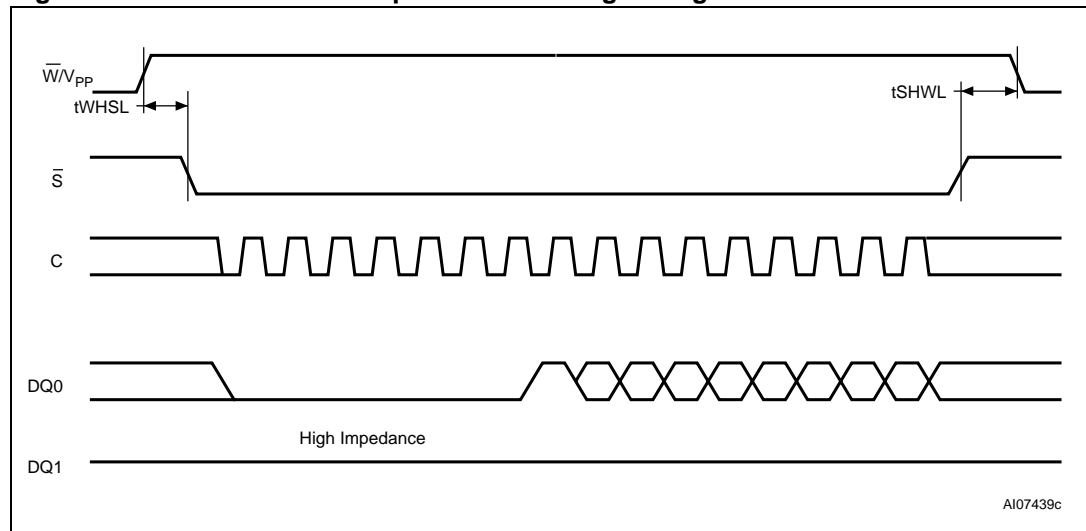 W̅/VPP
tWHSL
tSHWL
S̅
C
DQ0
High Impedance
DQ1
AI07439c